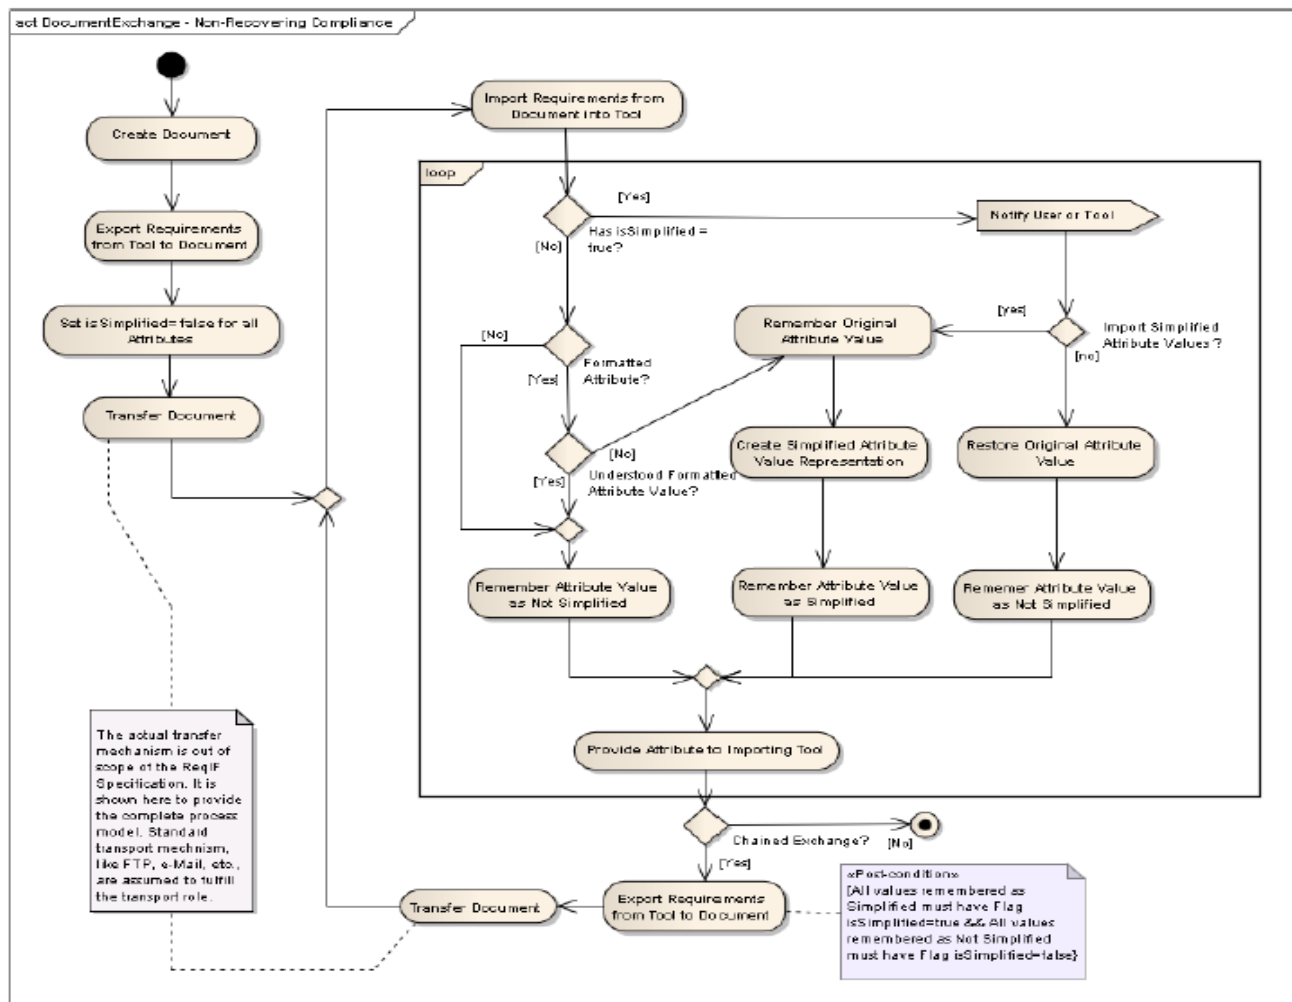 act DocumentExchange - Non-Recovering Compliance
Create Document
Export Requirements
from Tool to Document
Set isSimplified=false for all
Attributes
Transfer Document
Import Requirements from
Document into Tool
loop
[Yes]
Has isSimplified =
true?
[No]
Notify User or Tool
[yes]
Import Simplified
Attribute Values ?
[no]
Remember Original
Attribute Value
[No]
Formatted
Attribute?
[Yes]
[No]
Understood Formatted
Attribute Value?
[Yes]
Create Simplified Attribute
Value Representation
Restore Original Attribute
Value
Remember Attribute Value
as Not Simplified
Remember Attribute Value
as Simplified
Rememer Attribute Value
as Not Simplified
Provide Attribute to Importing Tool
Chained Exchange?
[No]
[Yes]
Export Requirements
from Tool to Document
Transfer Document
The actual transfer
mechanism is out of
scope of the ReqIF
Specification. It is
shown here to provide
the complete process
model. Standard
transport mechnism,
like FTP, e-Mail, etc.,
are assumed to fulfill
the transport role.
«Post-condition»
{All values remembered as
Simplified must have Flag
isSimplified=true && All values
remembered as Not Simplified
must have Flag isSimplified=false}